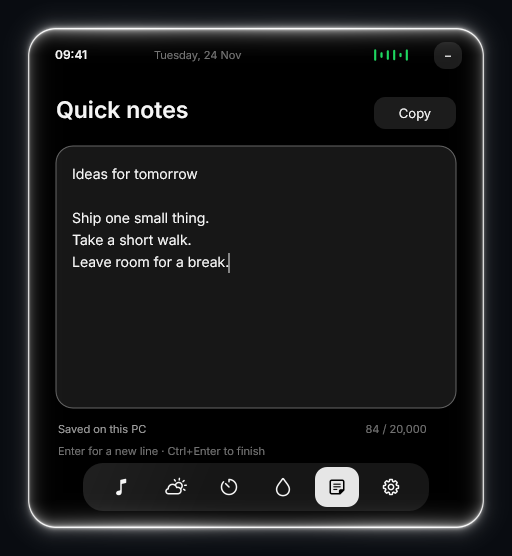 09:41
Tuesday, 24 Nov
Quick notes
Copy
Ideas for tomorrow
Ship one small thing.
Take a short walk.
Leave room for a break.
Saved on this PC
84 / 20,000
Enter for a new line · Ctrl+Enter to finish